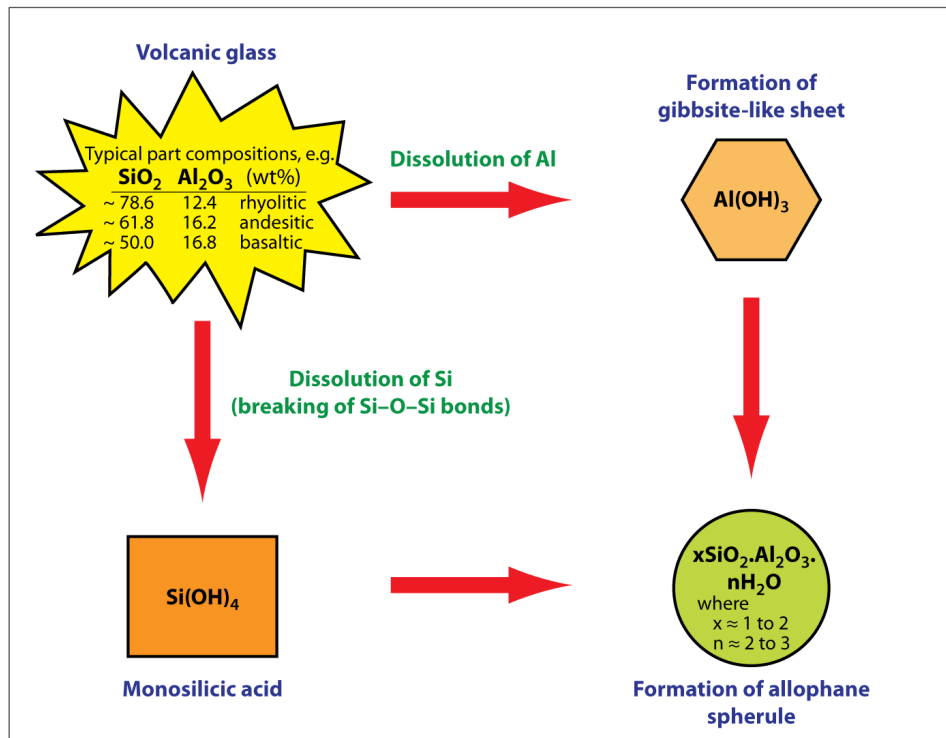 Volcanic glass
Typical part compositions, e.g.
SiO₂ Al₂O₃ (wt%)
~ 78.6 12.4 rhyolitic
~ 61.8 16.2 andesitic
~ 50.0 16.8 basaltic
Dissolution of Al
Formation of
gibbsite-like sheet
Al(OH)₃
Dissolution of Si
(breaking of Si–O–Si bonds)
Si(OH)₄
Monosilicic acid
xSiO₂.Al₂O₃.
nH₂O
where
x ≈ 1 to 2
n ≈ 2 to 3
Formation of allophane
spherule